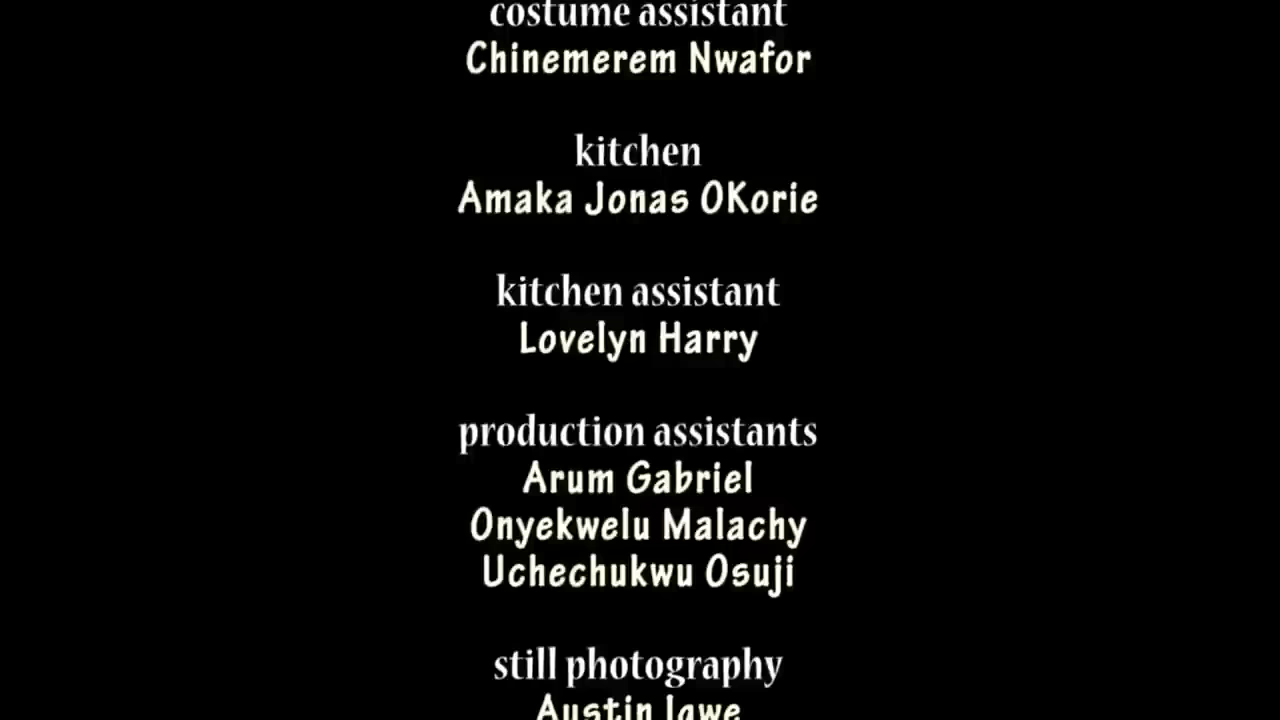 costume assistant
Chinemerem Nwafor
kitchen
Amaka Jonas OKorie
kitchen assistant
Lovelyn Harry
production assistants
Arum Gabriel
Onyekwelu Malachy
Uchechukwu Osuji
still photography
Austin